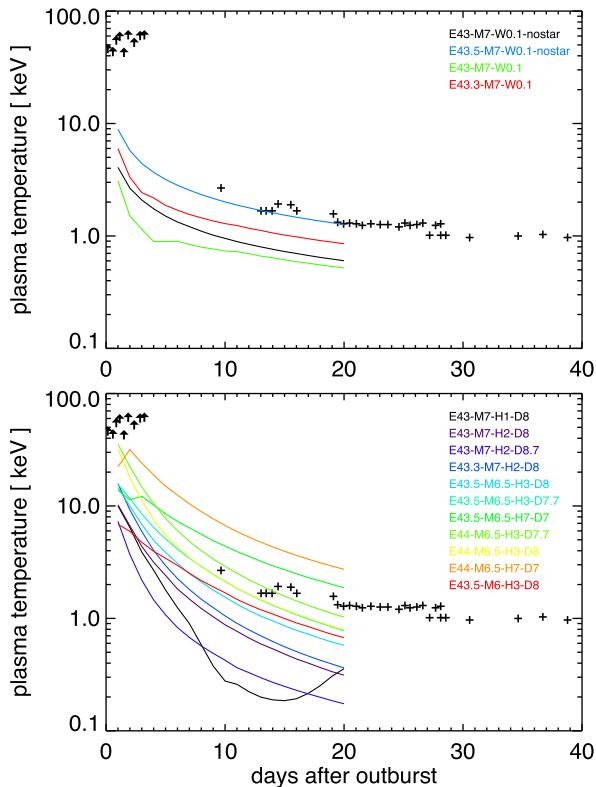 100.0
10.0
1.0
0.1
plasma temperature [ keV ]
E43-M7-W0.1-nostar
E43.5-M7-W0.1-nostar
E43-M7-W0.1
E43.3-M7-W0.1
0 10 20 30 40
100.0
10.0
1.0
0.1
plasma temperature [ keV ]
E43-M7-H1-D8
E43-M7-H2-D8
E43-M7-H2-D8.7
E43.3-M7-H2-D8
E43.5-M6.5-H3-D8
E43.5-M6.5-H3-D7.7
E43.5-M6.5-H7-D7
E44-M6.5-H3-D7.7
E44-M6.5-H3-D8
E44-M6.5-H7-D7
E43.5-M6-H3-D8
0 10 20 30 40
days after outburst